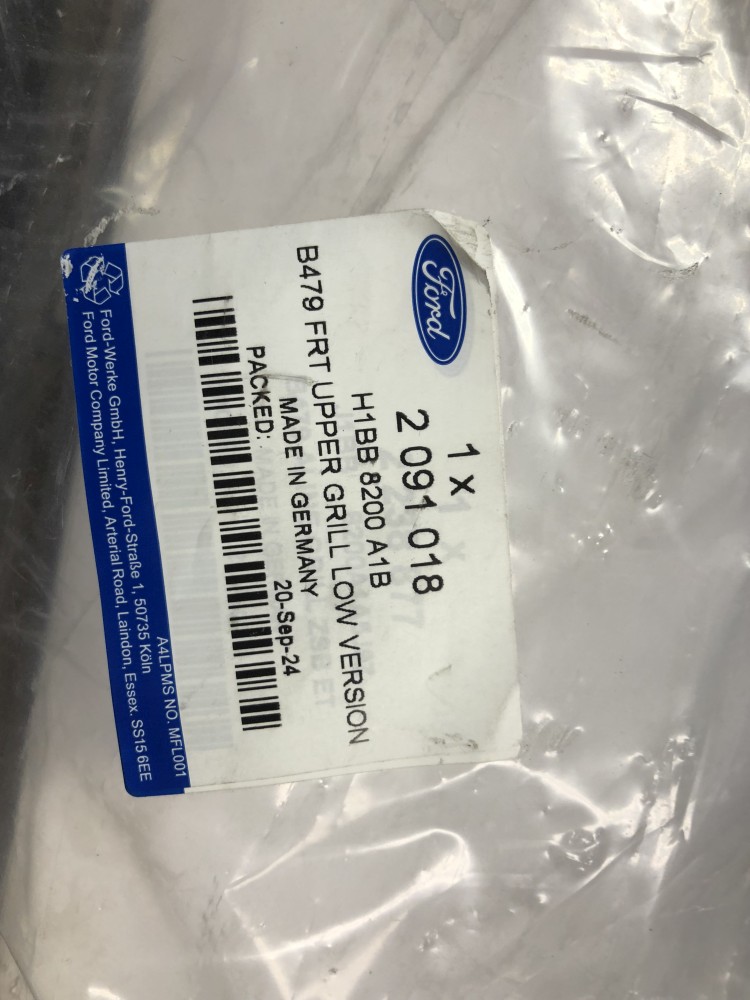 Ford
1 x
2 091 018
H1BB 8200 A1B
B479 FRT UPPER GRILL LOW VERSION
MADE IN GERMANY
PACKED: 20-Sep-24
A4LPMS NO. MFL001
Ford-Werke GmbH, Henry-Ford-Straße 1, 50735 Köln
Ford Motor Company Limited, Arterial Road, Laindon, Essex. SS15 6EE